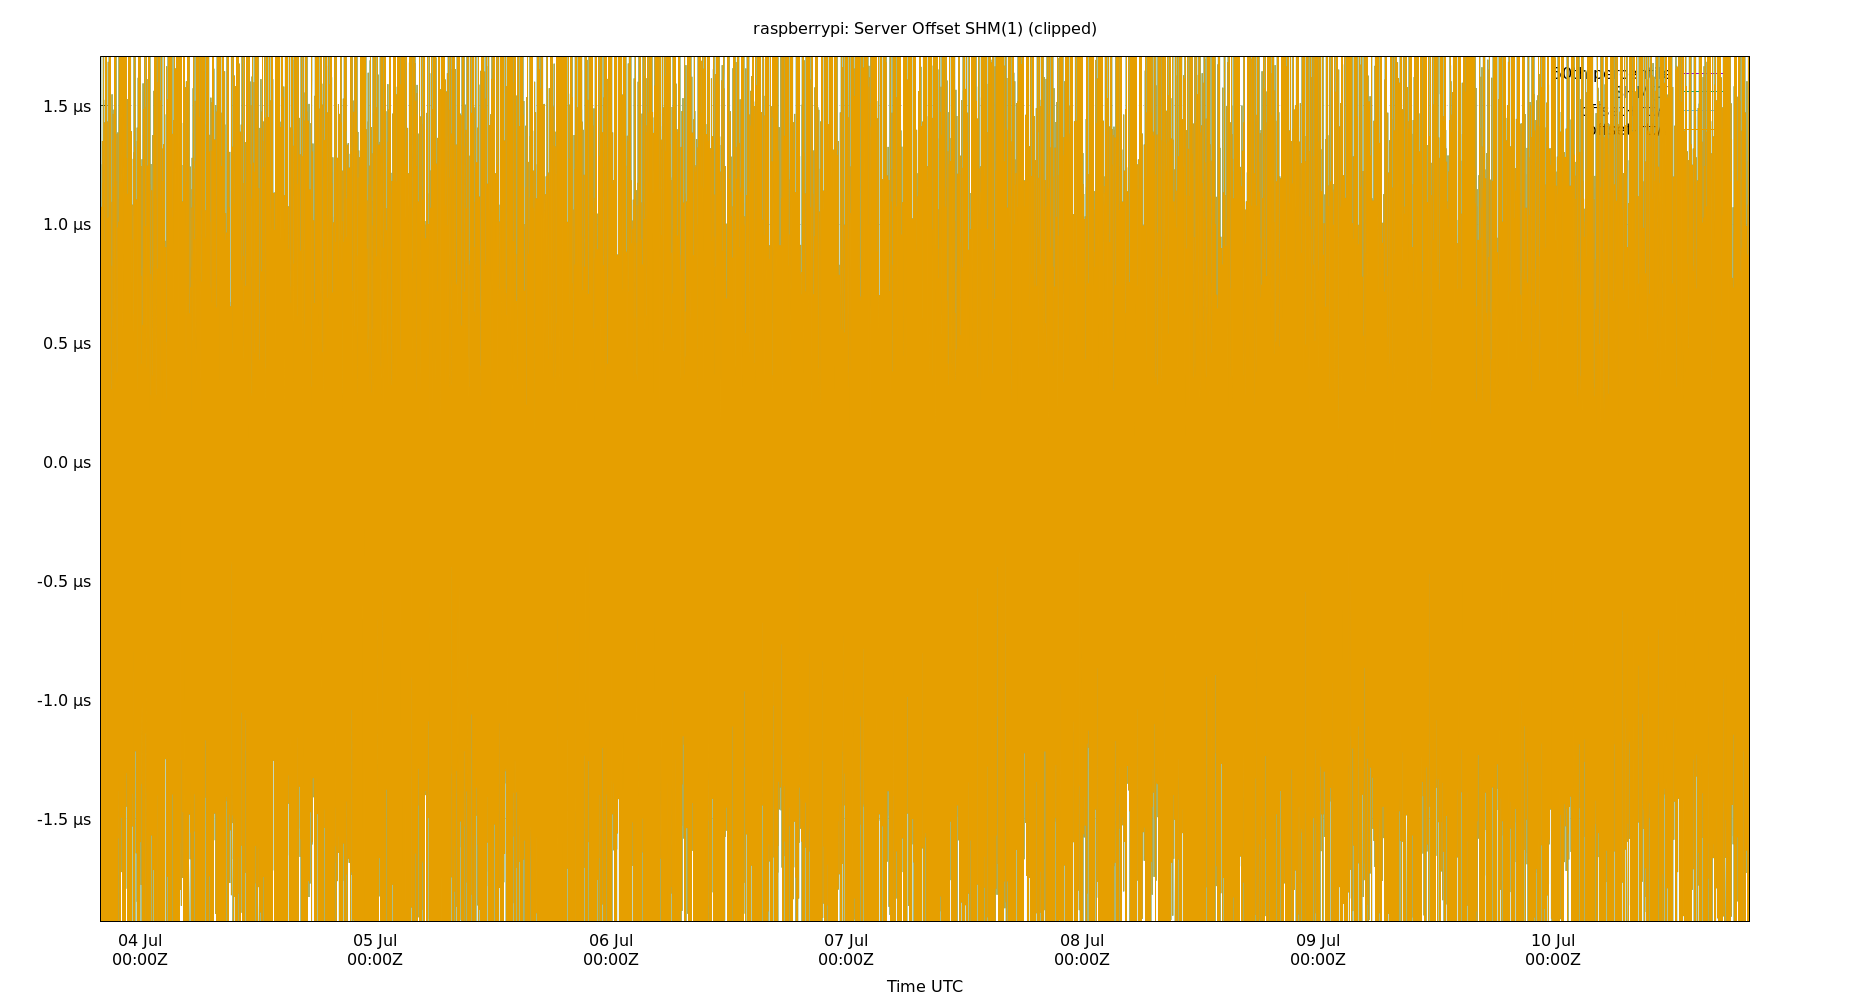 raspberrypi: Server Offset SHM(1) (clipped)
1.5 µs
1.0 µs
0.5 µs
0.0 µs
-0.5 µs
-1.0 µs
-1.5 µs
04 Jul 05 Jul 06 Jul 07 Jul 08 Jul 09 Jul 10 Jul
00:00Z 00:00Z 00:00Z 00:00Z 00:00Z 00:00Z 00:00Z
Time UTC